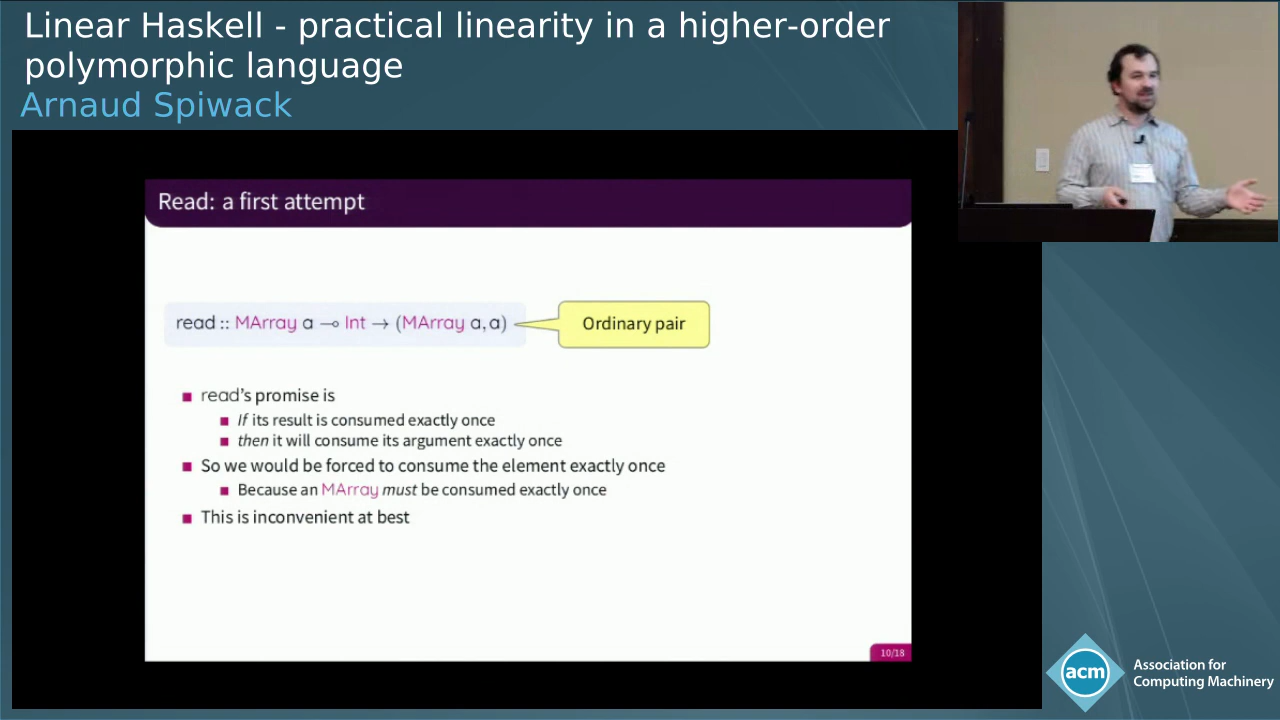 Linear Haskell - practical linearity in a higher-order
polymorphic language
Arnaud Spiwack
Read: a first attempt
read :: MArray a ⊸ Int → (MArray a, a)
Ordinary pair
read's promise is
If its result is consumed exactly once
then it will consume its argument exactly once
So we would be forced to consume the element exactly once
Because an MArray must be consumed exactly once
This is inconvenient at best
10/18
acm
Association for
Computing Machinery